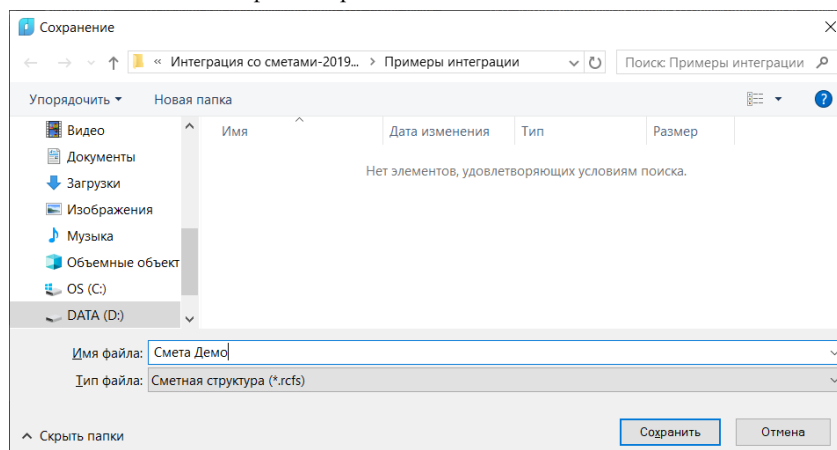 Сохранение
« Интеграция со сметами-2019... > Примеры интеграции
Поиск: Примеры интеграции
Упорядочить
Новая папка
Имя
Дата изменения
Тип
Размер
Нет элементов, удовлетворяющих условиям поиска.
Видео
Документы
Загрузки
Изображения
Музыка
Объемные объект
OS (C:)
DATA (D:)
Имя файла: Смета Демо
Тип файла: Сметная структура (*.rcfs)
Скрыть папки
Сохранить
Отмена